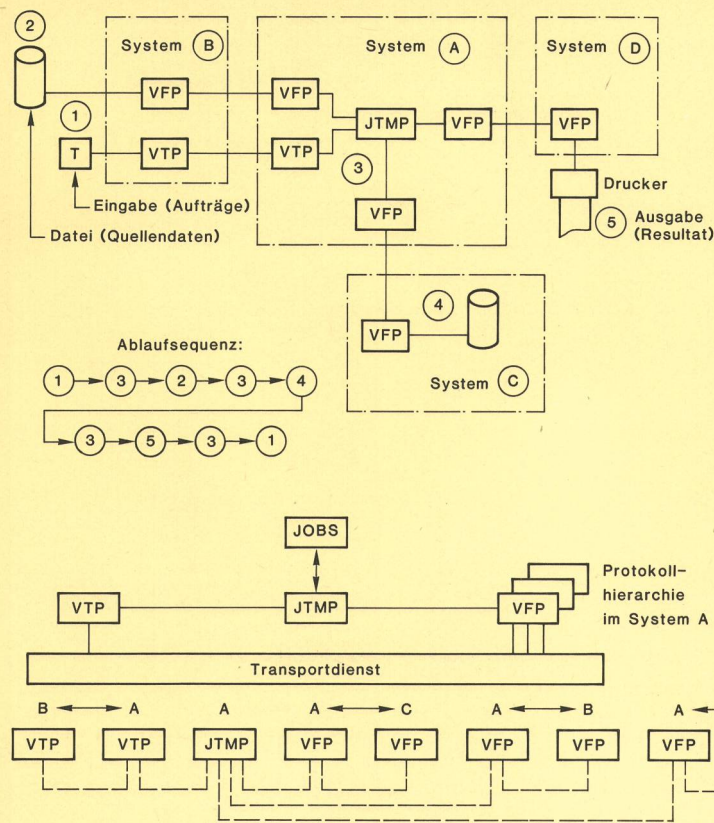 2
System B
System A
System D
VFP
VFP
1
JTMP
VFP
VFP
T
VTP
VTP
3
Drucker
Eingabe (Aufträge)
VFP
5
Ausgabe
(Resultat)
Datei (Quellendaten)
4
VFP
Ablaufsequenz:
System C
1 3 2 3 4
3 5 3 1
JOBS
VTP
JTMP
VFP
Protokoll-
hierarchie
im System A
Transportdienst
B A A A C A B A
VTP VTP JTMP VFP VFP VFP VFP VFP